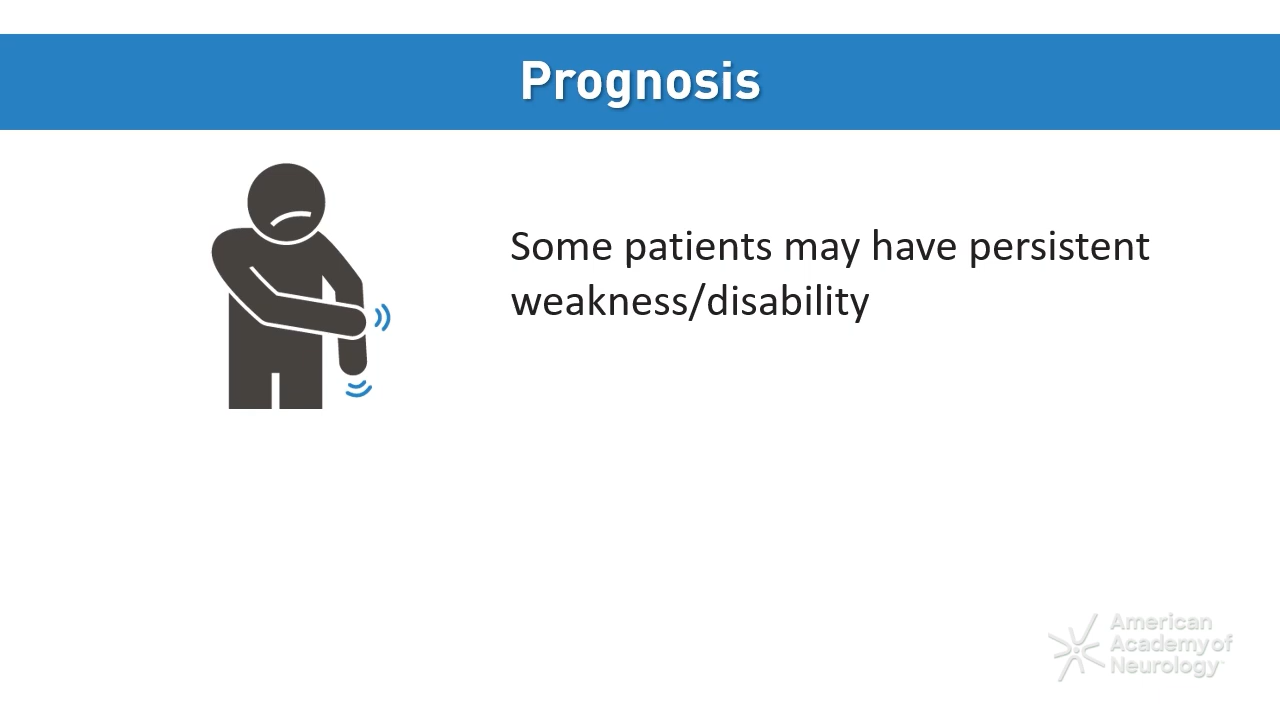 Prognosis
Some patients may have persistent
weakness/disability
American
Academy of
Neurology